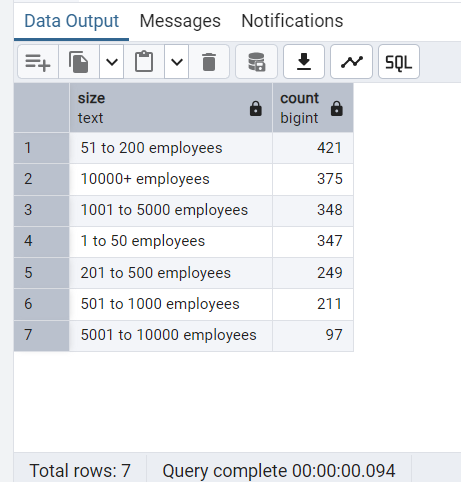 Data Output Messages Notifications
SQL
size count
text bigint
1 51 to 200 employees 421
2 10000+ employees 375
3 1001 to 5000 employees 348
4 1 to 50 employees 347
5 201 to 500 employees 249
6 501 to 1000 employees 211
7 5001 to 10000 employees 97
Total rows: 7 Query complete 00:00:00.094